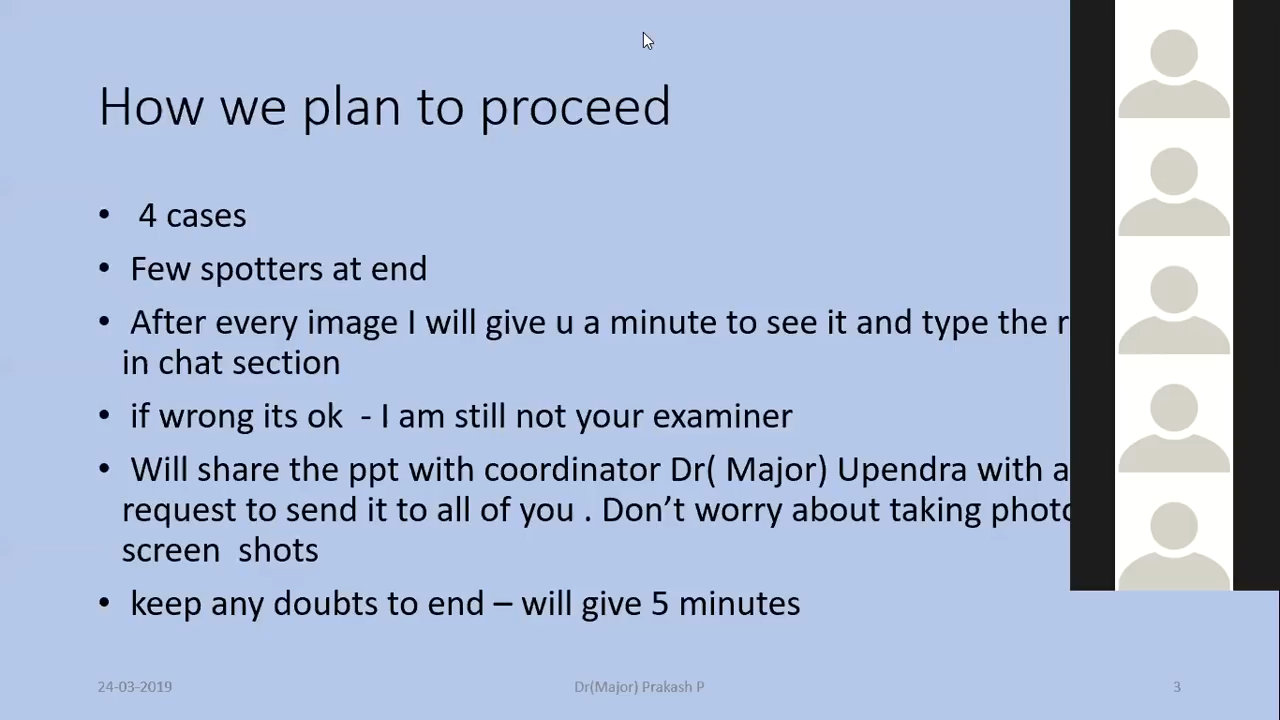 How we plan to proceed
• 4 cases
• Few spotters at end
• After every image I will give u a minute to see it and type the
in chat section
• if wrong its ok - I am still not your examiner
• Will share the ppt with coordinator Dr( Major) Upendra with a
request to send it to all of you . Don’t worry about taking
screen shots
• keep any doubts to end – will give 5 minutes
24-03-2019
Dr(Major) Prakash P
3